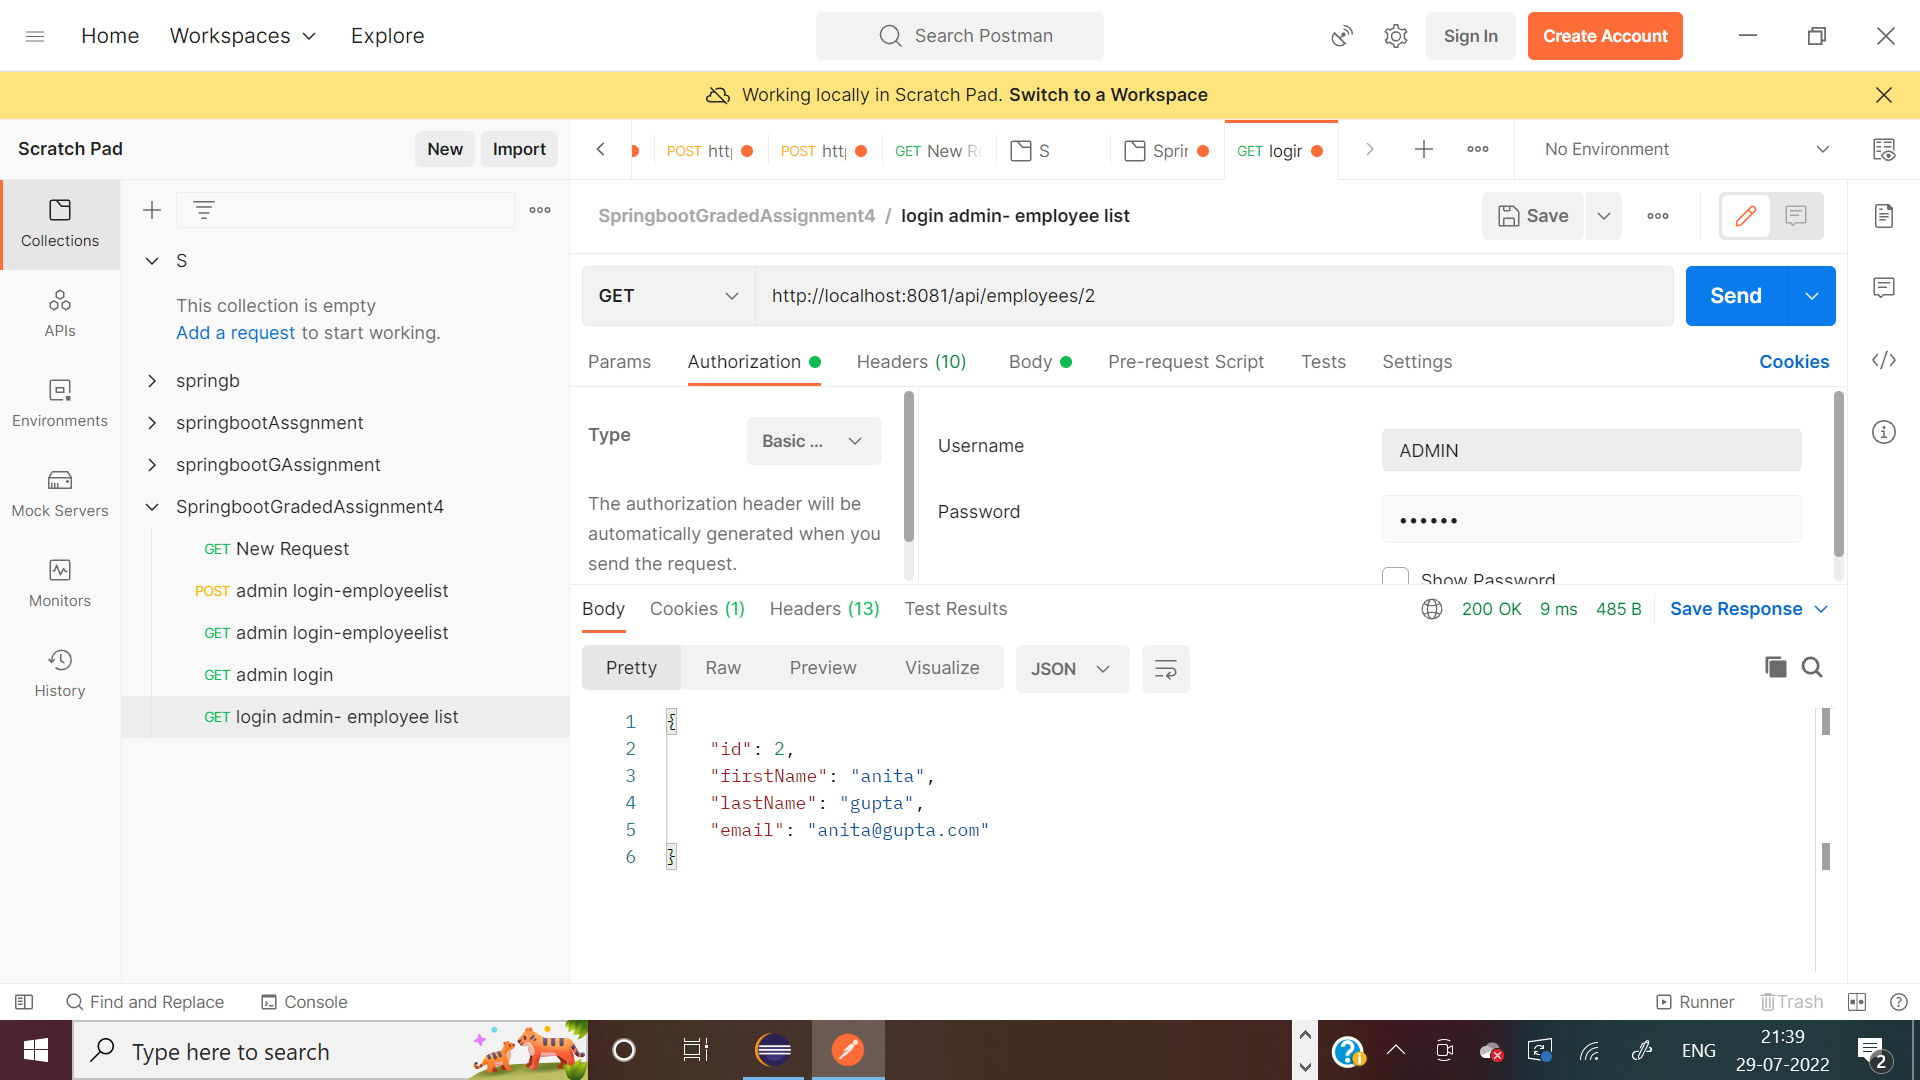 Home Workspaces Explore Search Postman Sign In Create Account
Working locally in Scratch Pad. Switch to a Workspace
Scratch Pad New Import POST POST GET New GET No Environment
Collections
APIs
Environments
Mock Servers
Monitors
History
S
This collection is empty
Add a request to start working.
springb
springbootAssgnment
springbootGAssignment
SpringbootGradedAssignment4
GET New Request
POST admin login-employeelist
GET admin login-employeelist
GET admin login
GET login admin- employee list
SpringbootGradedAssignment4 / login admin- employee list Save
GET http://localhost:8081/api/employees/2 Send
Params Authorization Headers (10) Body Pre-request Script Tests Settings Cookies
Type Basic ...
The authorization header will be
automatically generated when you
send the request.
Username ADMIN
Password ••••••
Show Password
Body Cookies (1) Headers (13) Test Results 200 OK 9 ms 485 B Save Response
Pretty Raw Preview Visualize JSON
1 {
2 "id": 2,
3 "firstName": "anita",
4 "lastName": "gupta",
5 "email": "anita@gupta.com"
6 }
Find and Replace Console Runner Trash
Type here to search ENG 21:39
29-07-2022 2